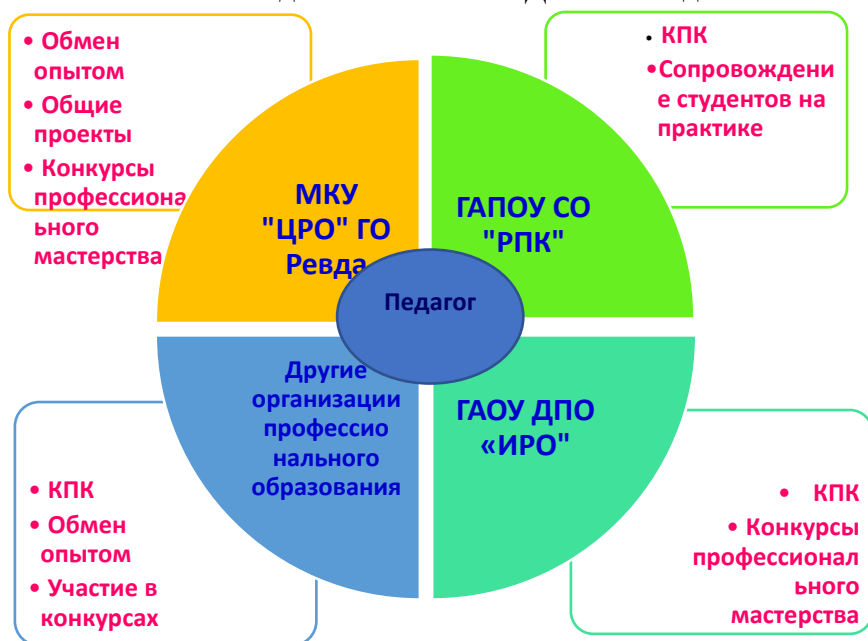 • Обмен
опытом
• Общие
проекты
• Конкурсы
профессиона
ьного
мастерства
• КПК
•Сопровождени
е студентов на
практике
МКУ
"ЦРО" ГО
Ревда
ГАПОУ СО
"РПК"
Педагог
Другие
организации
профессио
нального
образования
ГАОУ ДПО
«ИРО"
• КПК
• Обмен
опытом
• Участие в
конкурсах
• КПК
• Конкурсы
профессионал
ьного
мастерства